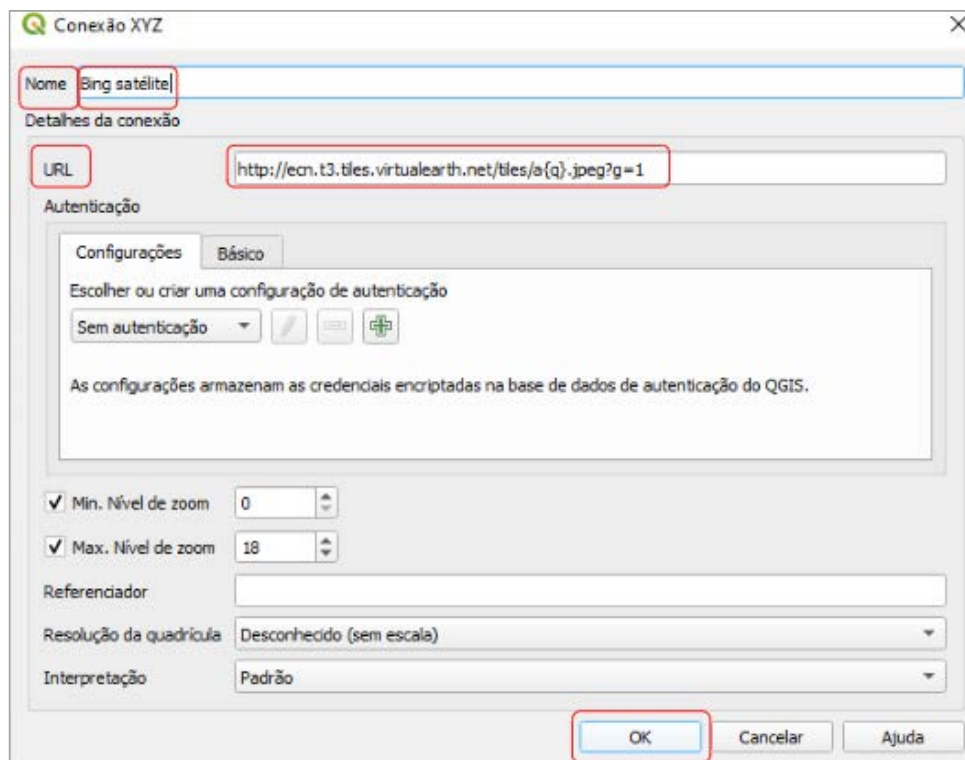 Conexão XYZ
Nome Bing satélite
Detalhes da conexão
URL http://ecn.t3.tiles.virtualearth.net/tiles/a{q}.jpeg?g=1
Autenticação
Configurações Básico
Escolher ou criar uma configuração de autenticação
Sem autenticação
As configurações armazenam as credenciais encriptadas na base de dados de autenticação do QGIS.
Min. Nível de zoom 0
Max. Nível de zoom 18
Referenciador
Resolução da quadrícula Desconhecido (sem escala)
Interpretação Padrão
OK Cancelar Ajuda